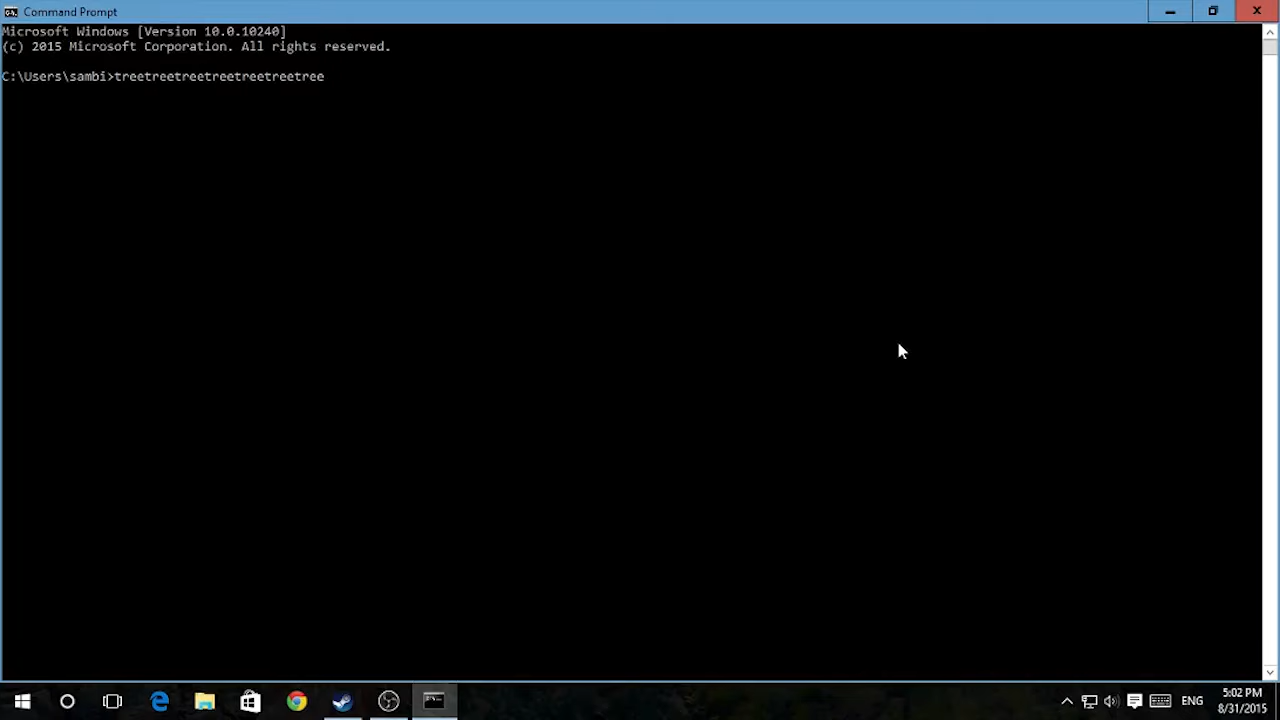 Command Prompt
Microsoft Windows [Version 10.0.10240]
(c) 2015 Microsoft Corporation. All rights reserved.
C:\Users\sambi>treetreetreetreetreetreetree
ENG
5:02 PM
8/31/2015